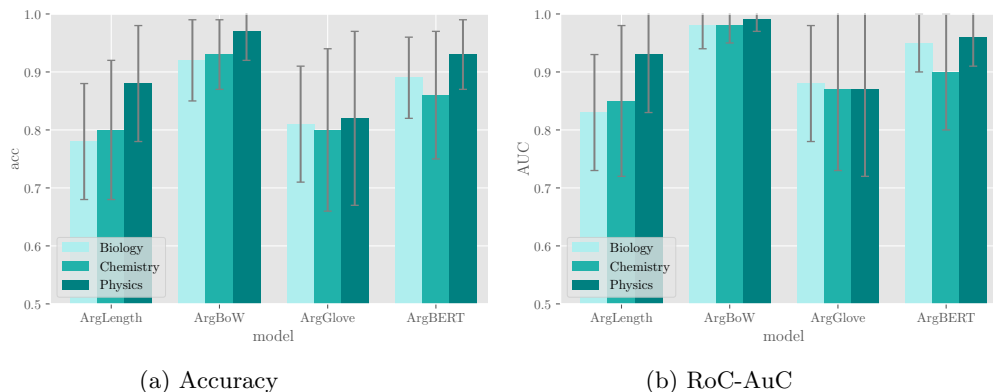 1.0
0.9
0.8
0.7
0.6
0.5
acc
Biology
Chemistry
Physics
ArgLength ArgBoW ArgGlove ArgBERT
model
(a) Accuracy
1.0
0.9
0.8
0.7
0.6
0.5
AUC
Biology
Chemistry
Physics
ArgLength ArgBoW ArgGlove ArgBERT
model
(b) RoC-AuC